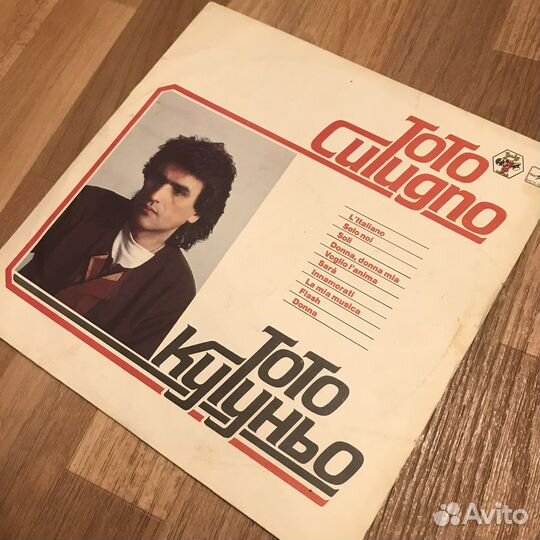 Toto
Cutugno
L'Italiano
Solo noi
Soli
Donna, donna mia
Voglio l'anima
Sarà
Innamorati
La mia musica
Flash
Donna
Тото
Кутуньо
Avito